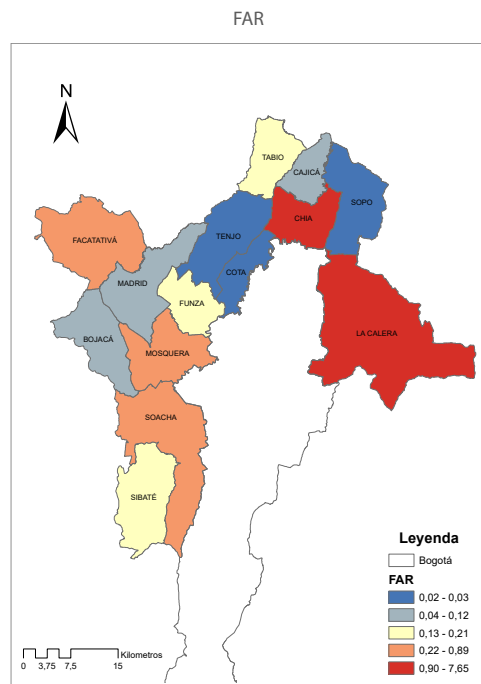 FAR
N
TABIO
CAJICÁ
SOPO
CHIA
FACATATIVÁ
TENJO
COTA
MADRID
FUNZA
BOJACÁ
MOSQUERA
LA CALERA
SOACHA
SIBATÉ
Leyenda
Bogotá
FAR
0,02 - 0,03
0,04 - 0,12
0,13 - 0,21
0,22 - 0,89
0,90 - 7,65
Kilometros
0 3,75 7,5 15